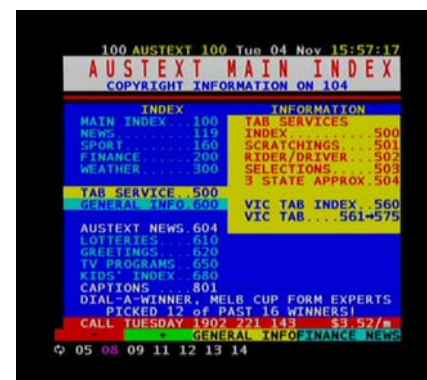 100 AUSTEXT 100 Tue 04 Nov 15:57:17
AUSTEXT MAIN INDEX
COPYRIGHT INFORMATION ON 104
INDEX
MAIN INDEX...100
NEWS.........119
SPORT........160
FINANCE......200
WEATHER......300
TAB SERVICE..500
GENERAL INFO.600
AUSTEXT NEWS.604
LOTTERIES....610
GREETINGS....620
TV PROGRAMS..650
KIDS' INDEX..680
CAPTIONS ....801
INFORMATION
TAB SERVICES
INDEX........500
SCRATCHINGS..501
RIDER/DRIVER.502
SELECTIONS...503
3 STATE APPROX.504
VIC TAB INDEX..560
VIC TAB....561→575
DIAL-A-WINNER, MELB CUP FORM EXPERTS
PICKED 12 of PAST 16 WINNERS!
CALL TUESDAY 1902 221 143 $3.52/m
- + GENERAL INFO FINANCE NEWS
05 08 09 11 12 13 14